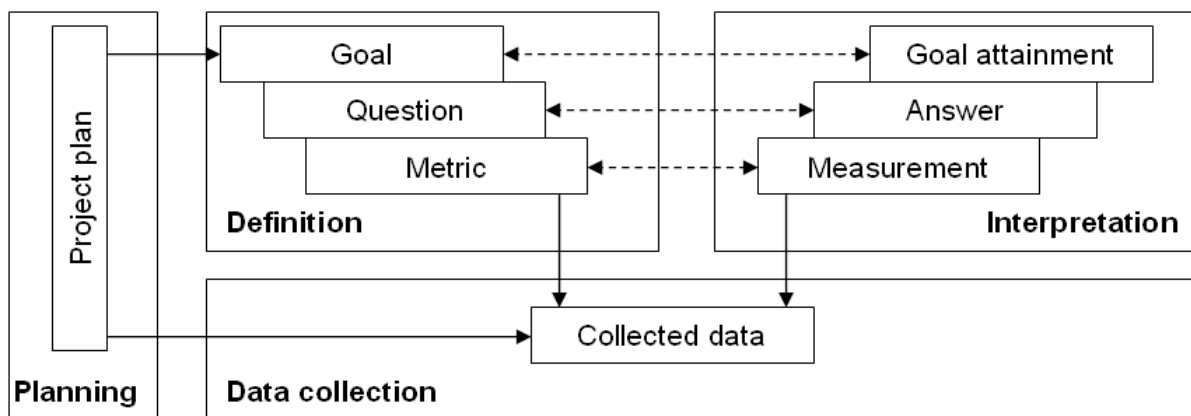 Project plan
Planning
Goal
Question
Metric
Definition
Goal attainment
Answer
Measurement
Interpretation
Collected data
Data collection